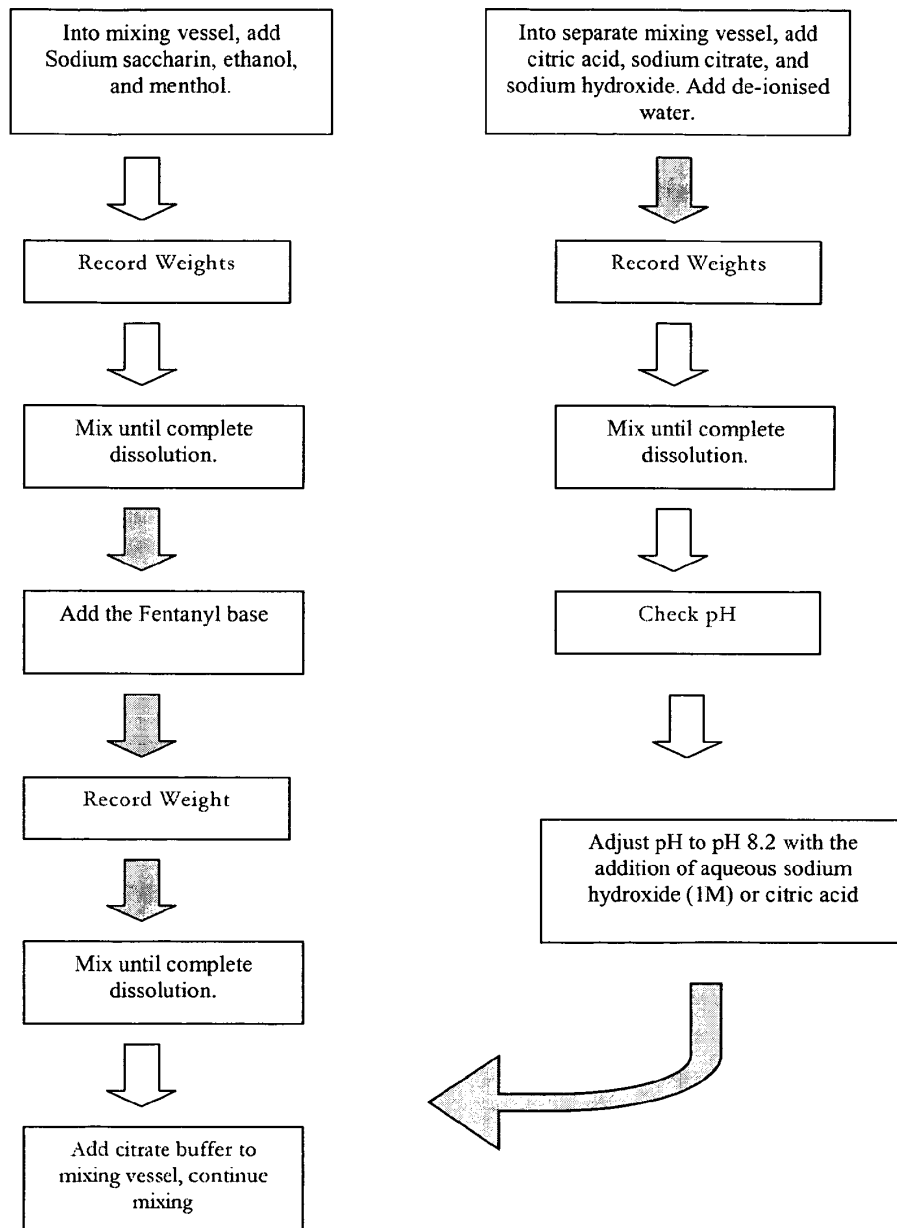 Into mixing vessel, add
Sodium saccharin, ethanol,
and menthol.
Record Weights
Mix until complete
dissolution.
Add the Fentanyl base
Record Weight
Mix until complete
dissolution.
Add citrate buffer to
mixing vessel, continue
mixing
Into separate mixing vessel, add
citric acid, sodium citrate, and
sodium hydroxide. Add de-ionised
water.
Record Weights
Mix until complete
dissolution.
Check pH
Adjust pH to pH 8.2 with the
addition of aqueous sodium
hydroxide (1M) or citric acid